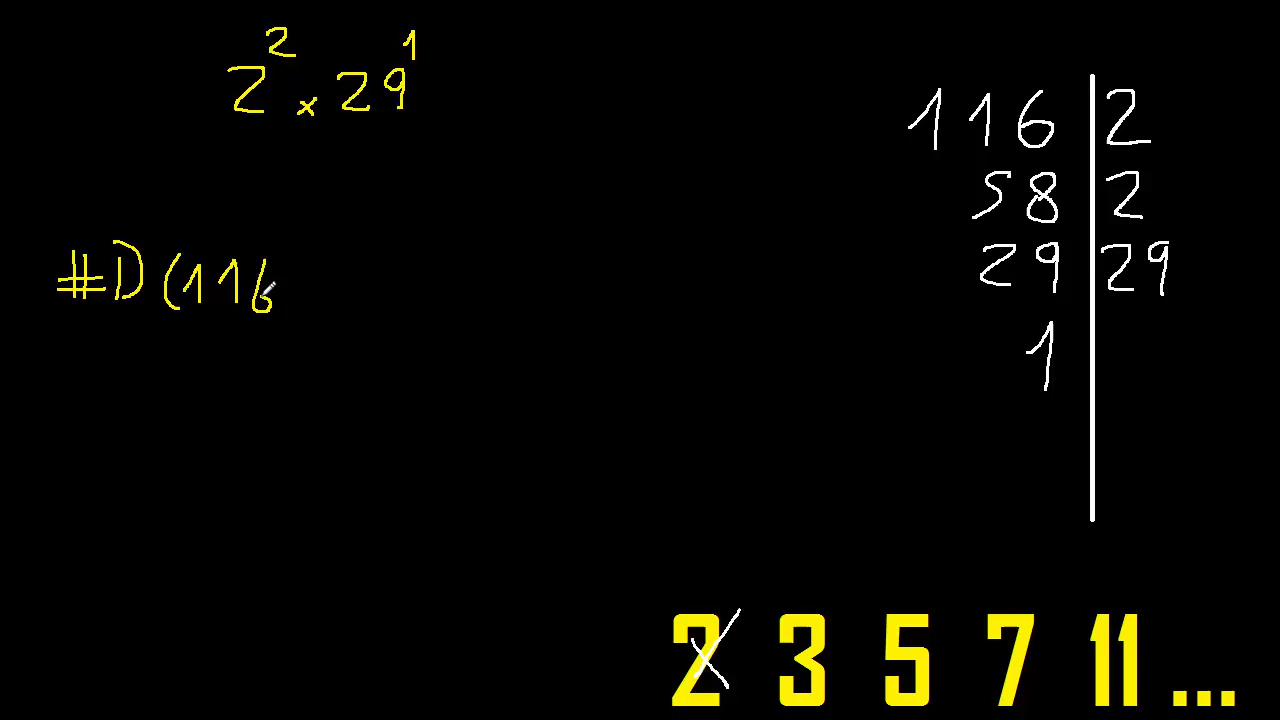 2² × 29¹
116 | 2
58 | 2
29 | 29
1
#D(116
2 3 5 7 11 ...